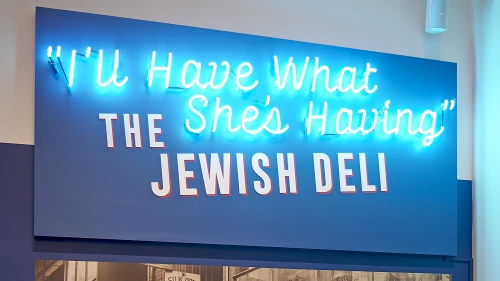 "I'll Have What
She's Having"
THE
JEWISH DELI